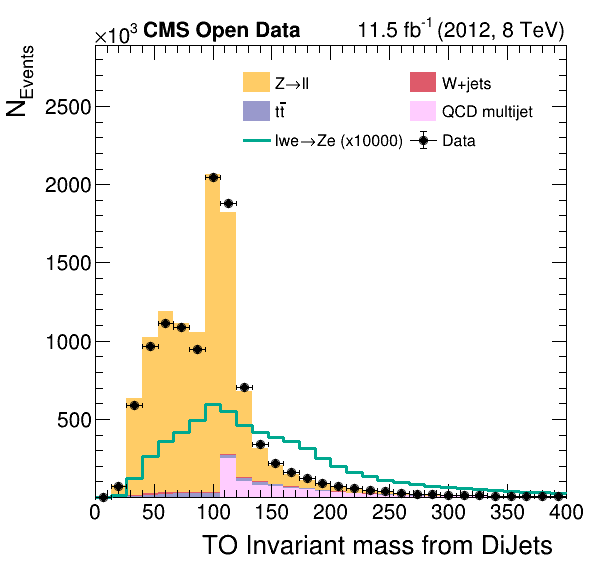 ×10³ CMS Open Data 11.5 fb⁻¹ (2012, 8 TeV)
N_Events
Z→ll W+jets
tt̄ QCD multijet
lwe→Ze (x10000) Data
2500
2000
1500
1000
500
0 50 100 150 200 250 300 350 400
TO Invariant mass from DiJets